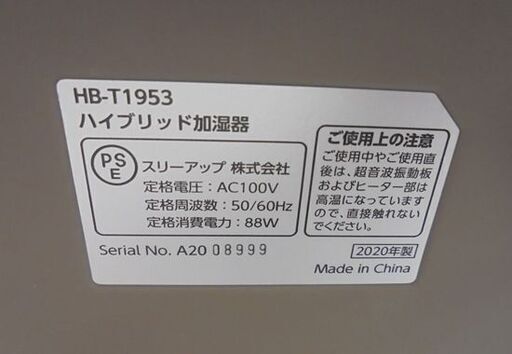 HB-T1953
ハイブリッド加湿器
PS
E
スリーアップ 株式会社
定格電圧：AC100V
定格周波数：50/60Hz
定格消費電力：88W
Serial No. A20 08999
ご使用上の注意
ご使用中やご使用直
後は、超音波振動板
およびヒーター部は
高温になっています
ので、直接触れない
でください。
2020年製
Made in China